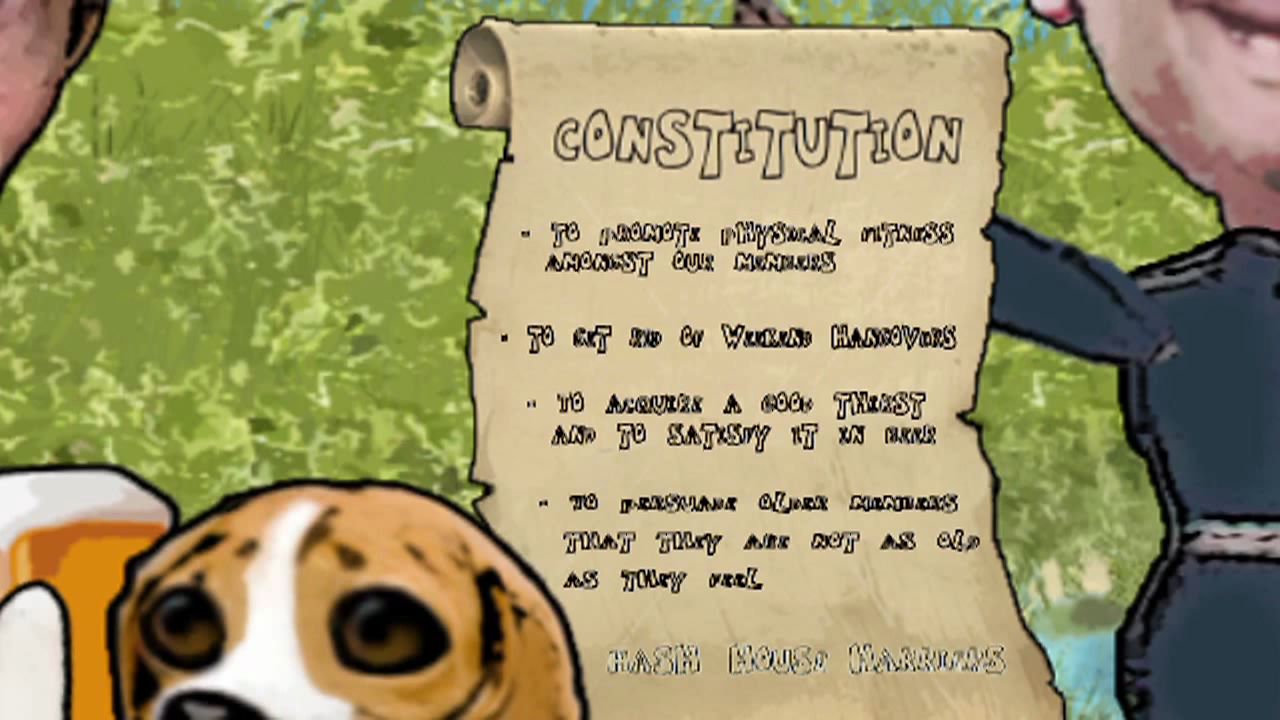 CONSTITUTION
- TO PROMOTE PHYSICAL FITNESS
AMONGST OUR MEMBERS
- TO GET RID OF WEEKEND HANGOVERS
- TO ACQUIRE A GOOD THIRST
AND TO SATISFY IT IN BEER
- TO PERSUADE OLDER MEMBERS
THAT THEY ARE NOT AS OLD
AS THEY FEEL
HASH HOUSE HARRIERS